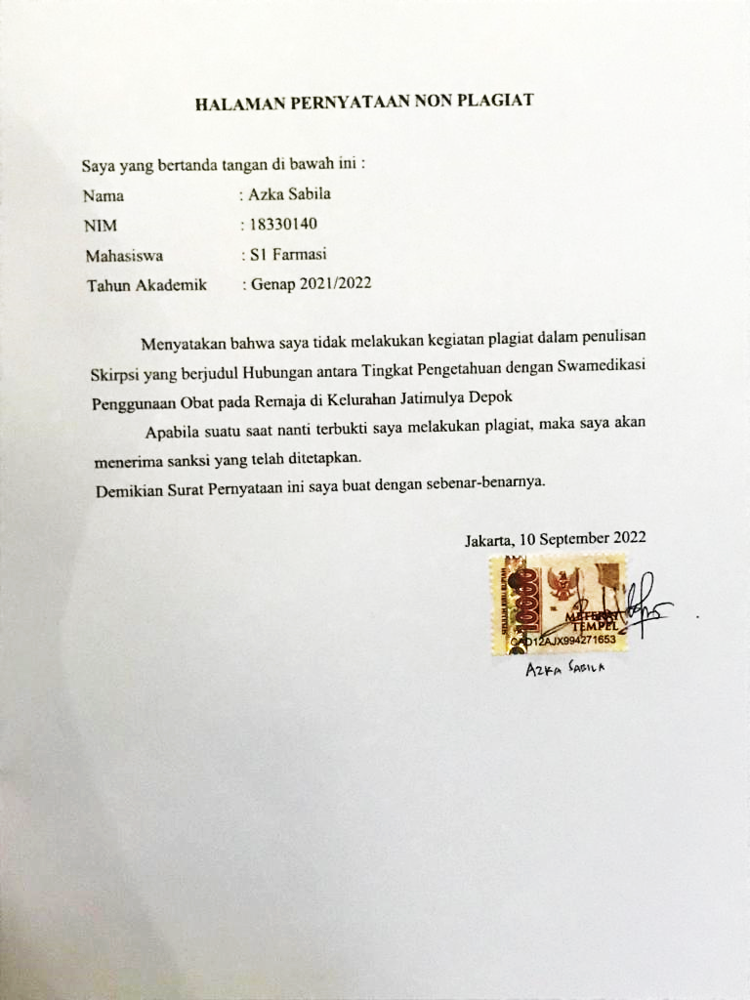 HALAMAN PERNYATAAN NON PLAGIAT
Saya yang bertanda tangan di bawah ini :
Nama : Azka Sabila
NIM : 18330140
Mahasiswa : S1 Farmasi
Tahun Akademik : Genap 2021/2022
Menyatakan bahwa saya tidak melakukan kegiatan plagiat dalam penulisan
Skirpsi yang berjudul Hubungan antara Tingkat Pengetahuan dengan Swamedikasi
Penggunaan Obat pada Remaja di Kelurahan Jatimulya Depok
Apabila suatu saat nanti terbukti saya melakukan plagiat, maka saya akan
menerima sanksi yang telah ditetapkan.
Demikian Surat Pernyataan ini saya buat dengan sebenar-benarnya.
Jakarta, 10 September 2022
SEPULUH RIBU RUPIAH
10000
METERAI
TEMPEL
CAD12AJX994271653
AZKA SABILA